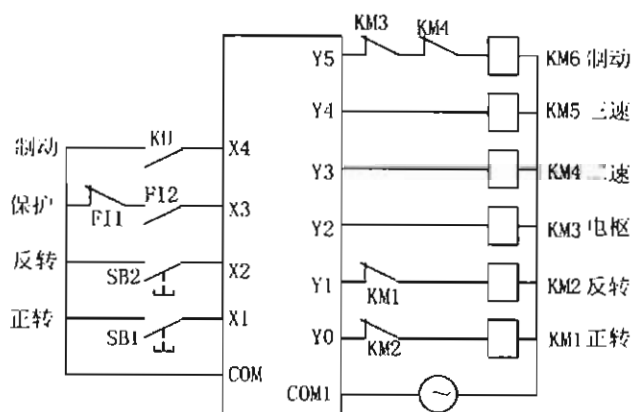 KM3 KM4
Y5 KM6 制动
Y4 KM5 三速
制动 KU X4 Y3 KM4 二速
保护 FI1 FI2 X3 Y2 KM3 电枢
反转 SB2 X2 Y1 KM1 KM2 反转
正转 SB1 X1 Y0 KM2 KM1 正转
COM COM1